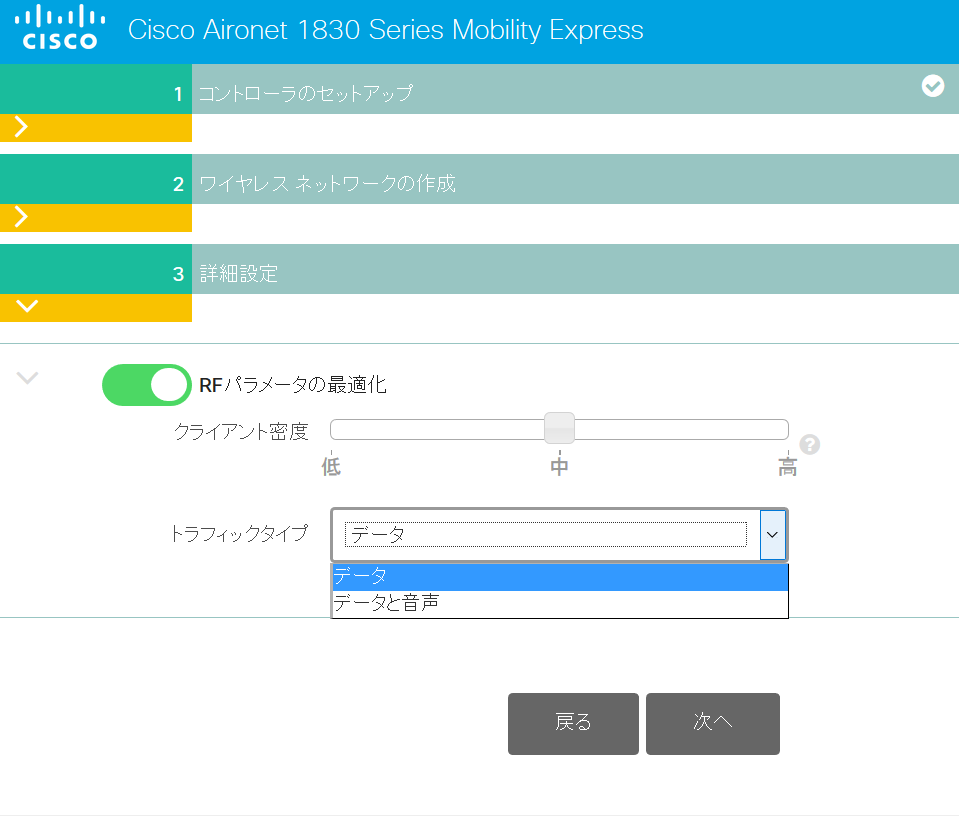 CISCO
Cisco Aironet 1830 Series Mobility Express
1 コントローラのセットアップ
2 ワイヤレス ネットワークの作成
3 詳細設定
RFパラメータの最適化
クライアント密度
?
低 中 高
トラフィックタイプ データ
データ
データと音声
戻る 次へ